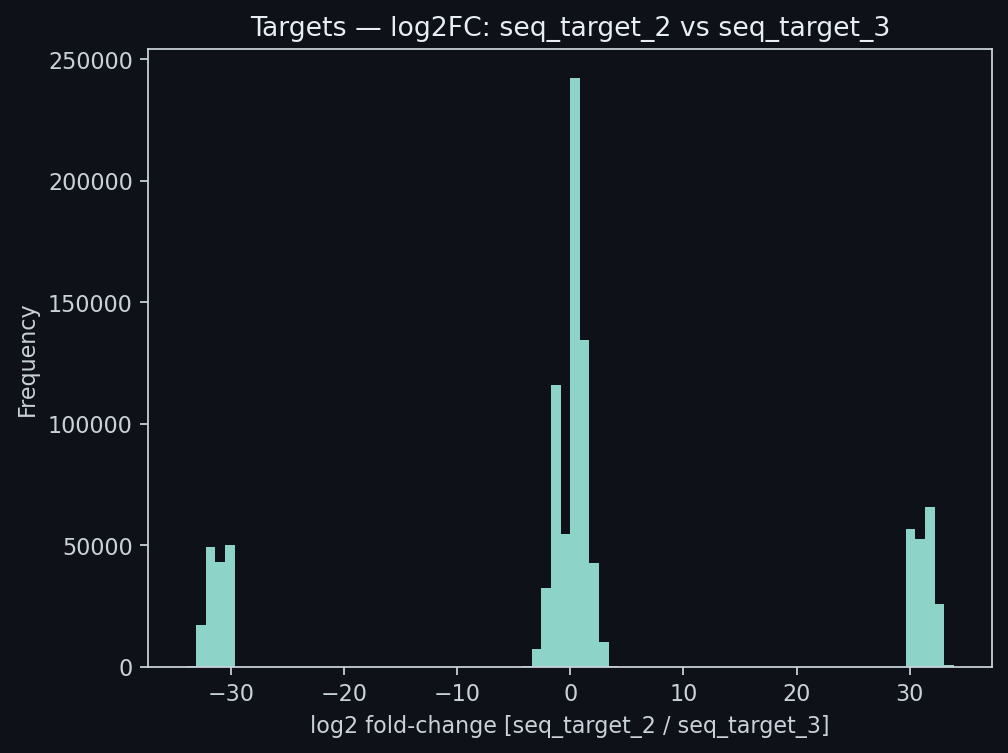 Targets — log2FC: seq_target_2 vs seq_target_3
250000
200000
150000
100000
50000
0
Frequency
−30 −20 −10 0 10 20 30
log2 fold-change [seq_target_2 / seq_target_3]